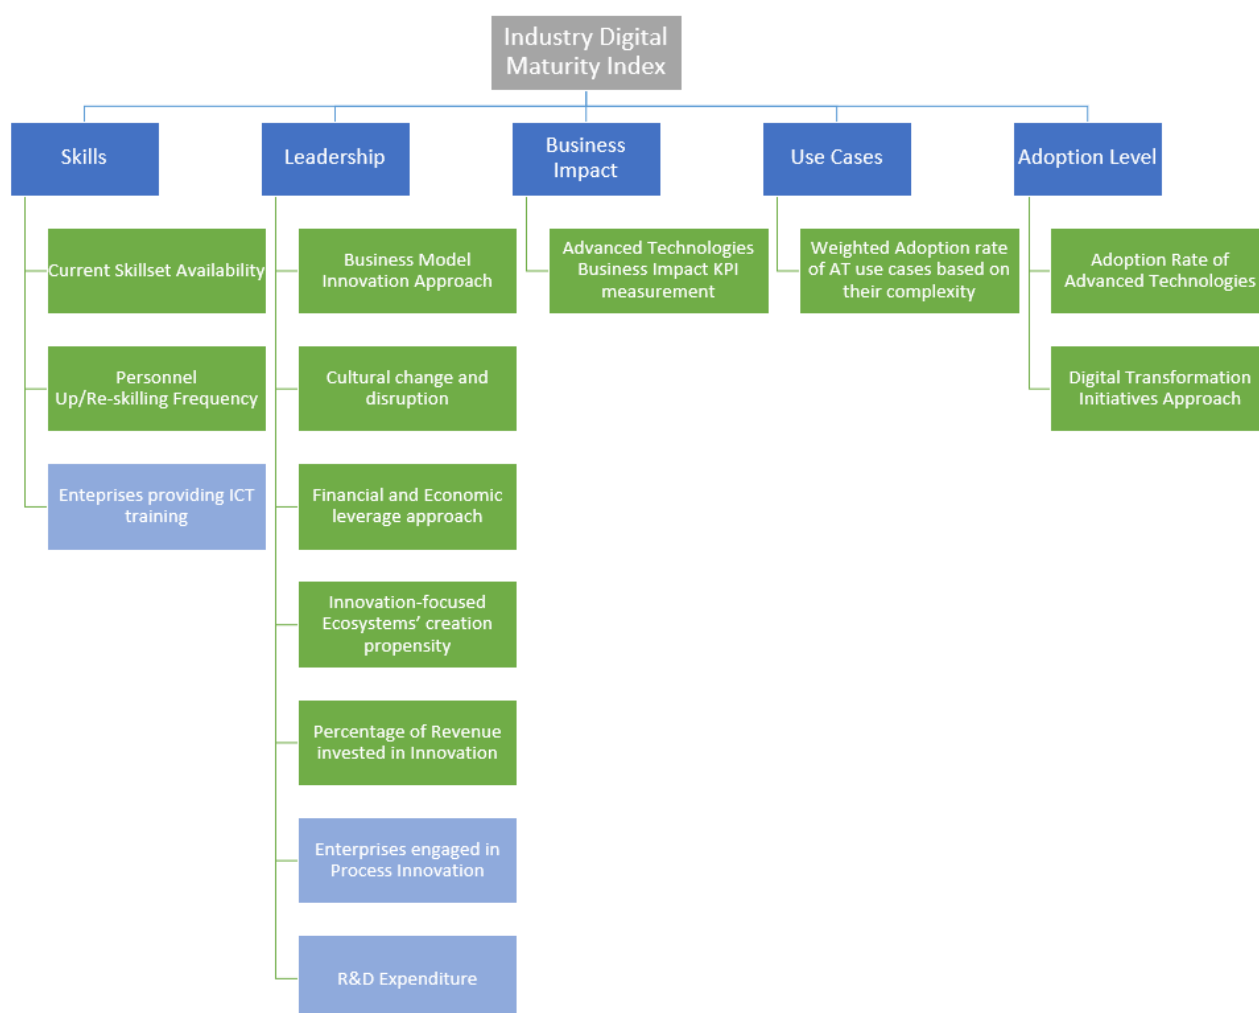 Industry Digital
Maturity Index
Skills
Leadership
Business
Impact
Use Cases
Adoption Level
Current Skillset Availability
Personnel
Up/Re-skilling Frequency
Enteprises providing ICT
training
Business Model
Innovation Approach
Cultural change and
disruption
Financial and Economic
leverage approach
Innovation-focused
Ecosystems’ creation
propensity
Percentage of Revenue
invested in Innovation
Enterprises engaged in
Process Innovation
R&D Expenditure
Advanced Technologies
Business Impact KPI
measurement
Weighted Adoption rate
of AT use cases based on
their complexity
Adoption Rate of
Advanced Technologies
Digital Transformation
Initiatives Approach